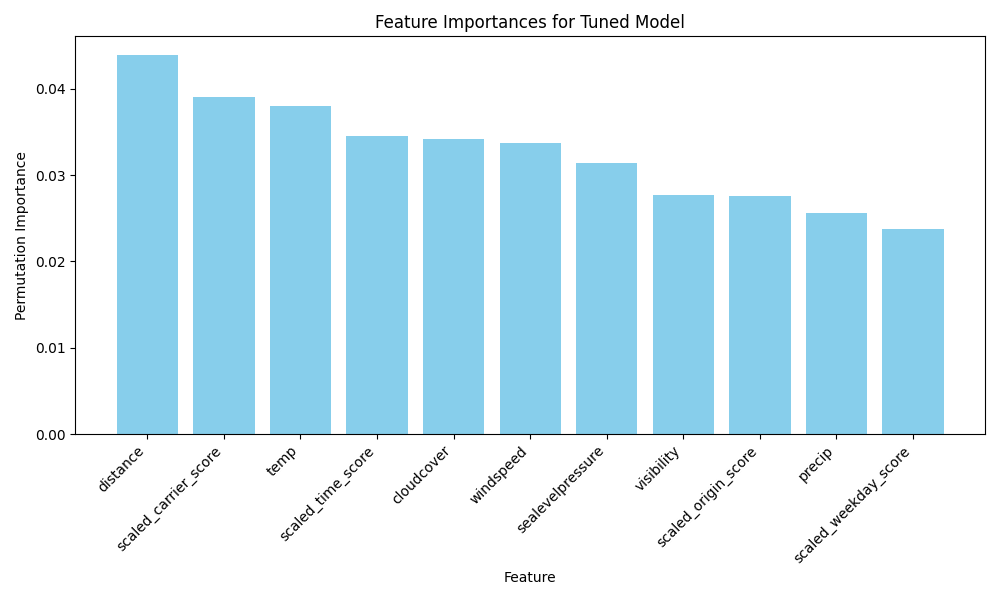 Feature Importances for Tuned Model
Permutation Importance
0.04
0.03
0.02
0.01
0.00
distance
scaled_carrier_score
temp
scaled_time_score
cloudcover
windspeed
sealevelpressure
visibility
scaled_origin_score
precip
scaled_weekday_score
Feature